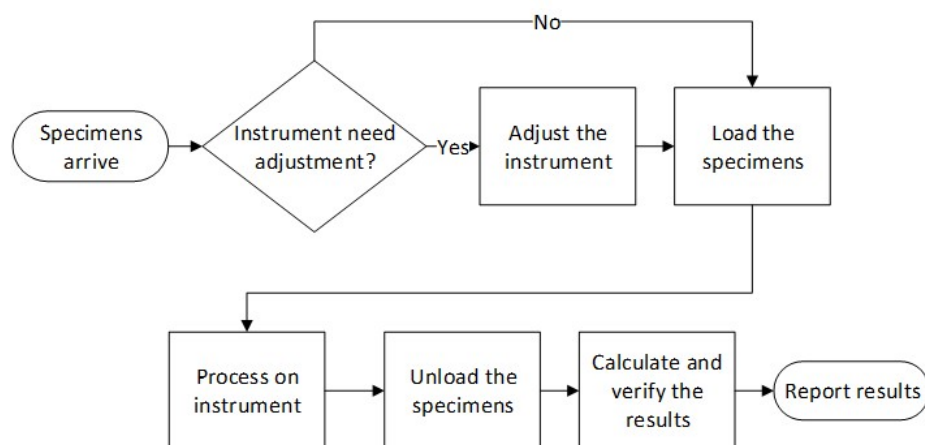 No
Specimens
arrive
Instrument need
adjustment?
Yes
Adjust the
instrument
Load the
specimens
Process on
instrument
Unload the
specimens
Calculate and
verify the
results
Report results